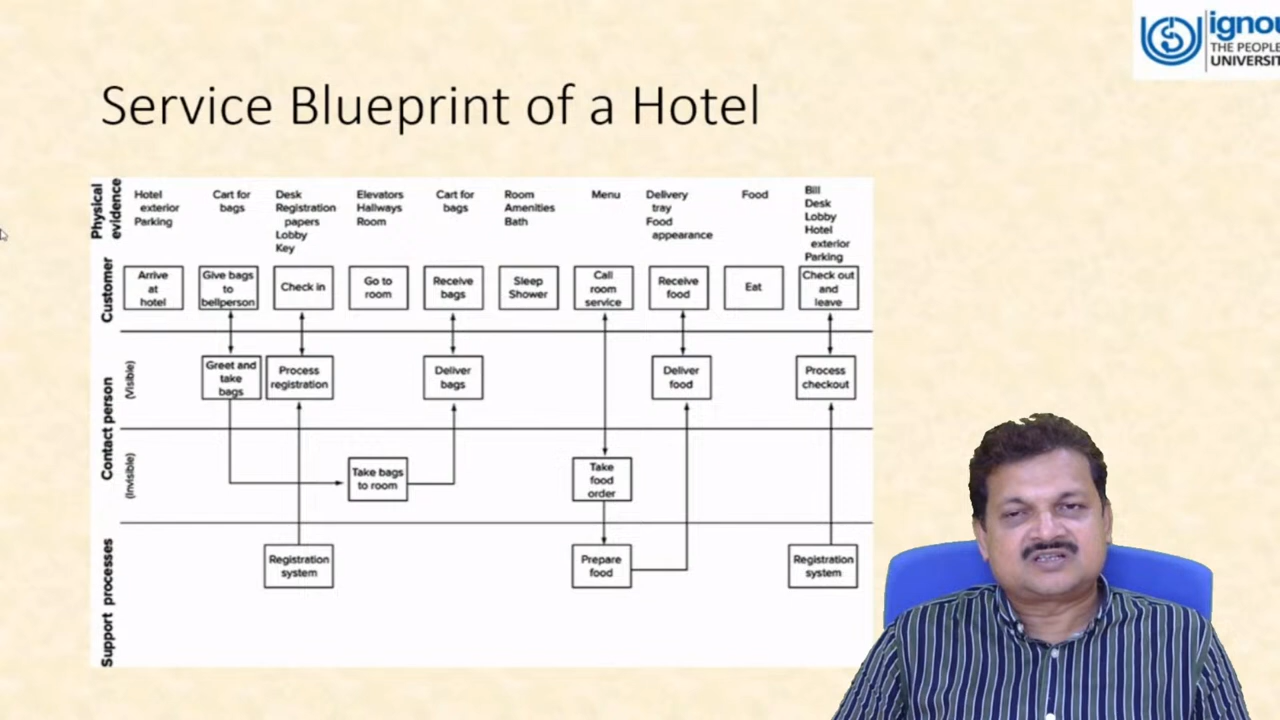 ignou
THE PEOPLE
UNIVERSIT
Service Blueprint of a Hotel
Physical
evidence
Hotel
exterior
Parking
Cart for
bags
Desk
Registration
papers
Lobby
Key
Elevators
Hallways
Room
Cart for
bags
Room
Amenities
Bath
Menu
Delivery
tray
Food
appearance
Food
Bill
Desk
Lobby
Hotel
exterior
Parking
Customer
Arrive
at
hotel
Give bags
to
bellperson
Check in
Go to
room
Receive
bags
Sleep
Shower
Call
room
service
Receive
food
Eat
Check out
and
leave
Contact person
(Visible)
Greet and
take
bags
Process
registration
Deliver
bags
Deliver
food
Process
checkout
(Invisible)
Take bags
to room
Take
food
order
Support processes
Registration
system
Prepare
food
Registration
system